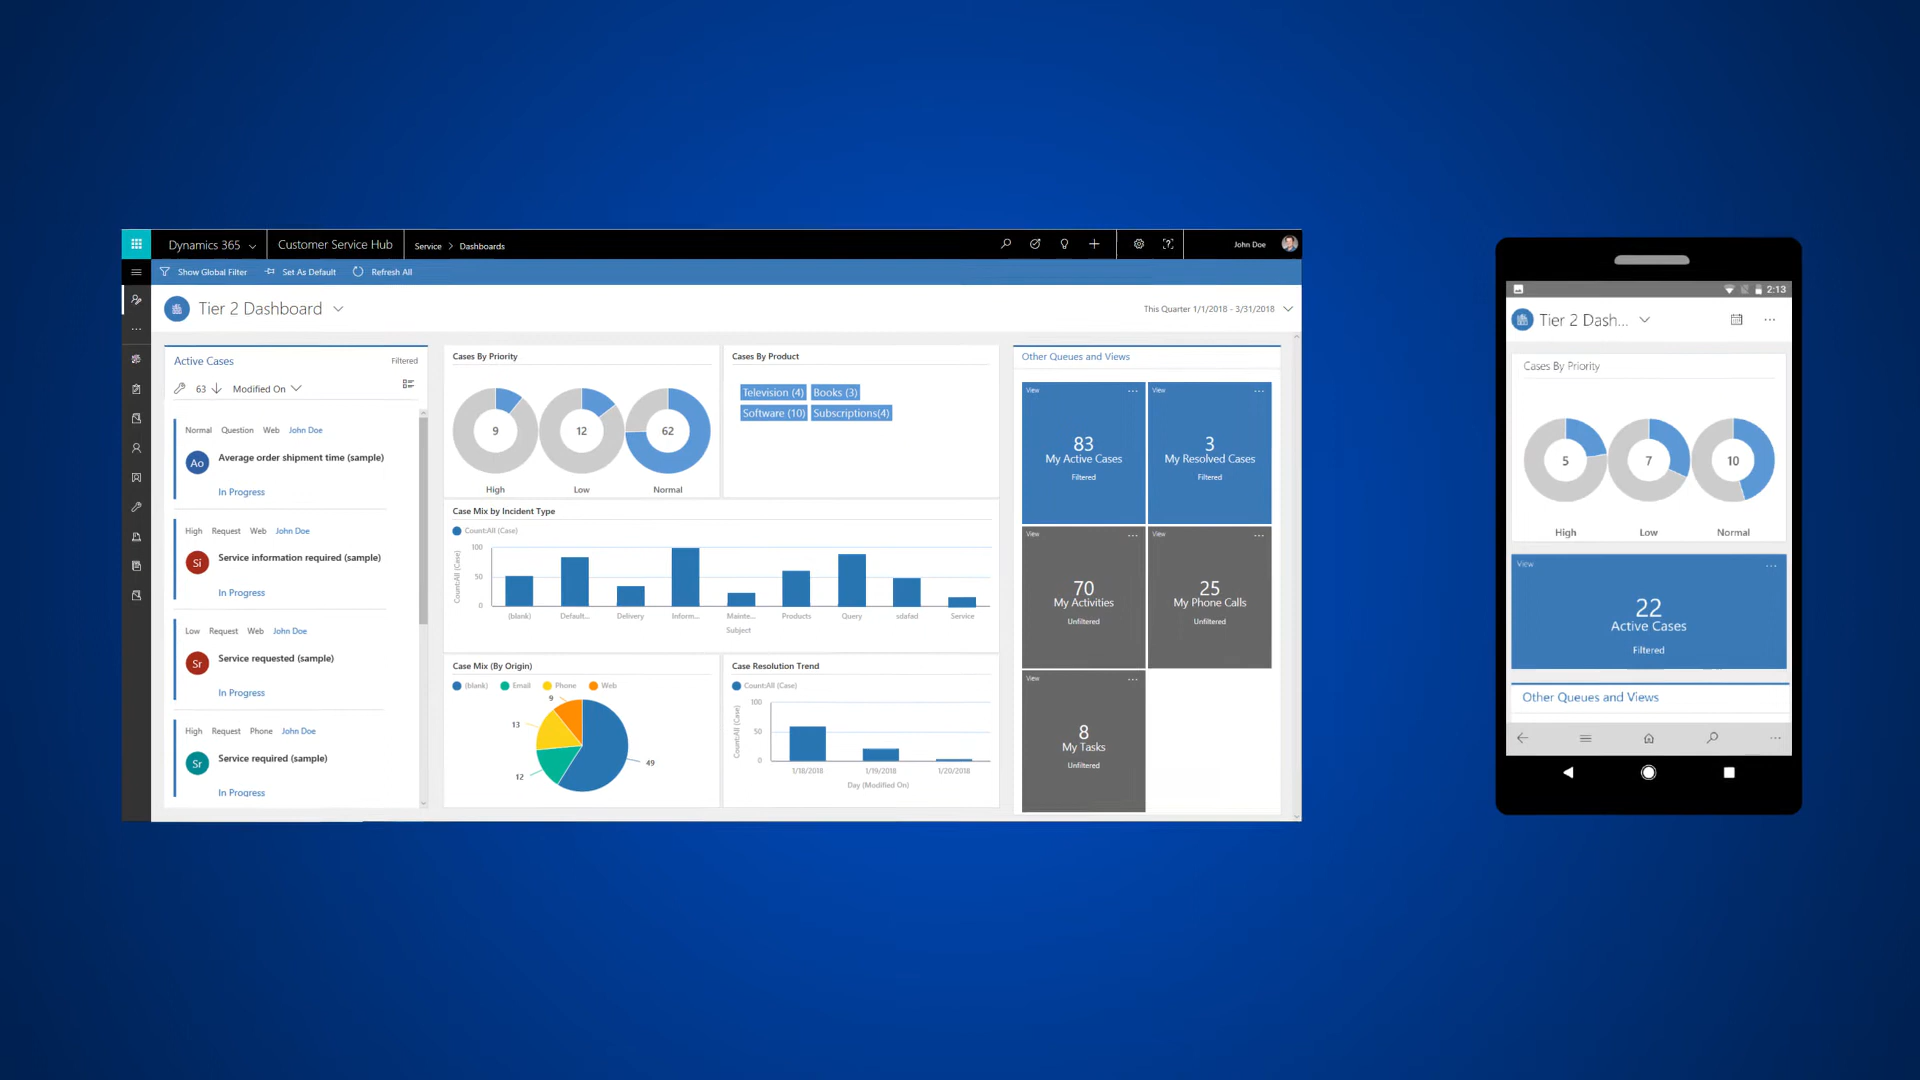 Dynamics 365
Customer Service Hub
Service > Dashboards
John Doe
Show Global Filter
Set As Default
Refresh All
Tier 2 Dashboard
This Quarter 1/1/2018 - 3/31/2018
Active Cases
Filtered
63
Modified On
Normal Question Web John Doe
Ao
Average order shipment time (sample)
In Progress
High Request Web John Doe
Si
Service information required (sample)
In Progress
Low Request Web John Doe
Sr
Service requested (sample)
In Progress
High Request Phone John Doe
Sr
Service required (sample)
In Progress
Cases By Priority
9 12 62
High Low Normal
Cases By Product
Television (4) Books (3)
Software (10) Subscriptions(4)
Case Mix by Incident Type
Count:All (Case)
Count:All (Case)
100
50
0
(blank) Default... Delivery Inform... Mainte... Products Query sdafad Service
Subject
Case Mix (By Origin)
(blank) Email Phone Web
9
13
12
49
Case Resolution Trend
Count:All (Case)
Count:All (Case)
100
50
0
1/18/2018 1/19/2018 1/20/2018
Day (Modified On)
Other Queues and Views
View
83
My Active Cases
Filtered
View
3
My Resolved Cases
Filtered
View
70
My Activities
Unfiltered
View
25
My Phone Calls
Unfiltered
View
8
My Tasks
Unfiltered
2:13
Tier 2 Dash...
Cases By Priority
5 7 10
High Low Normal
View
22
Active Cases
Filtered
Other Queues and Views